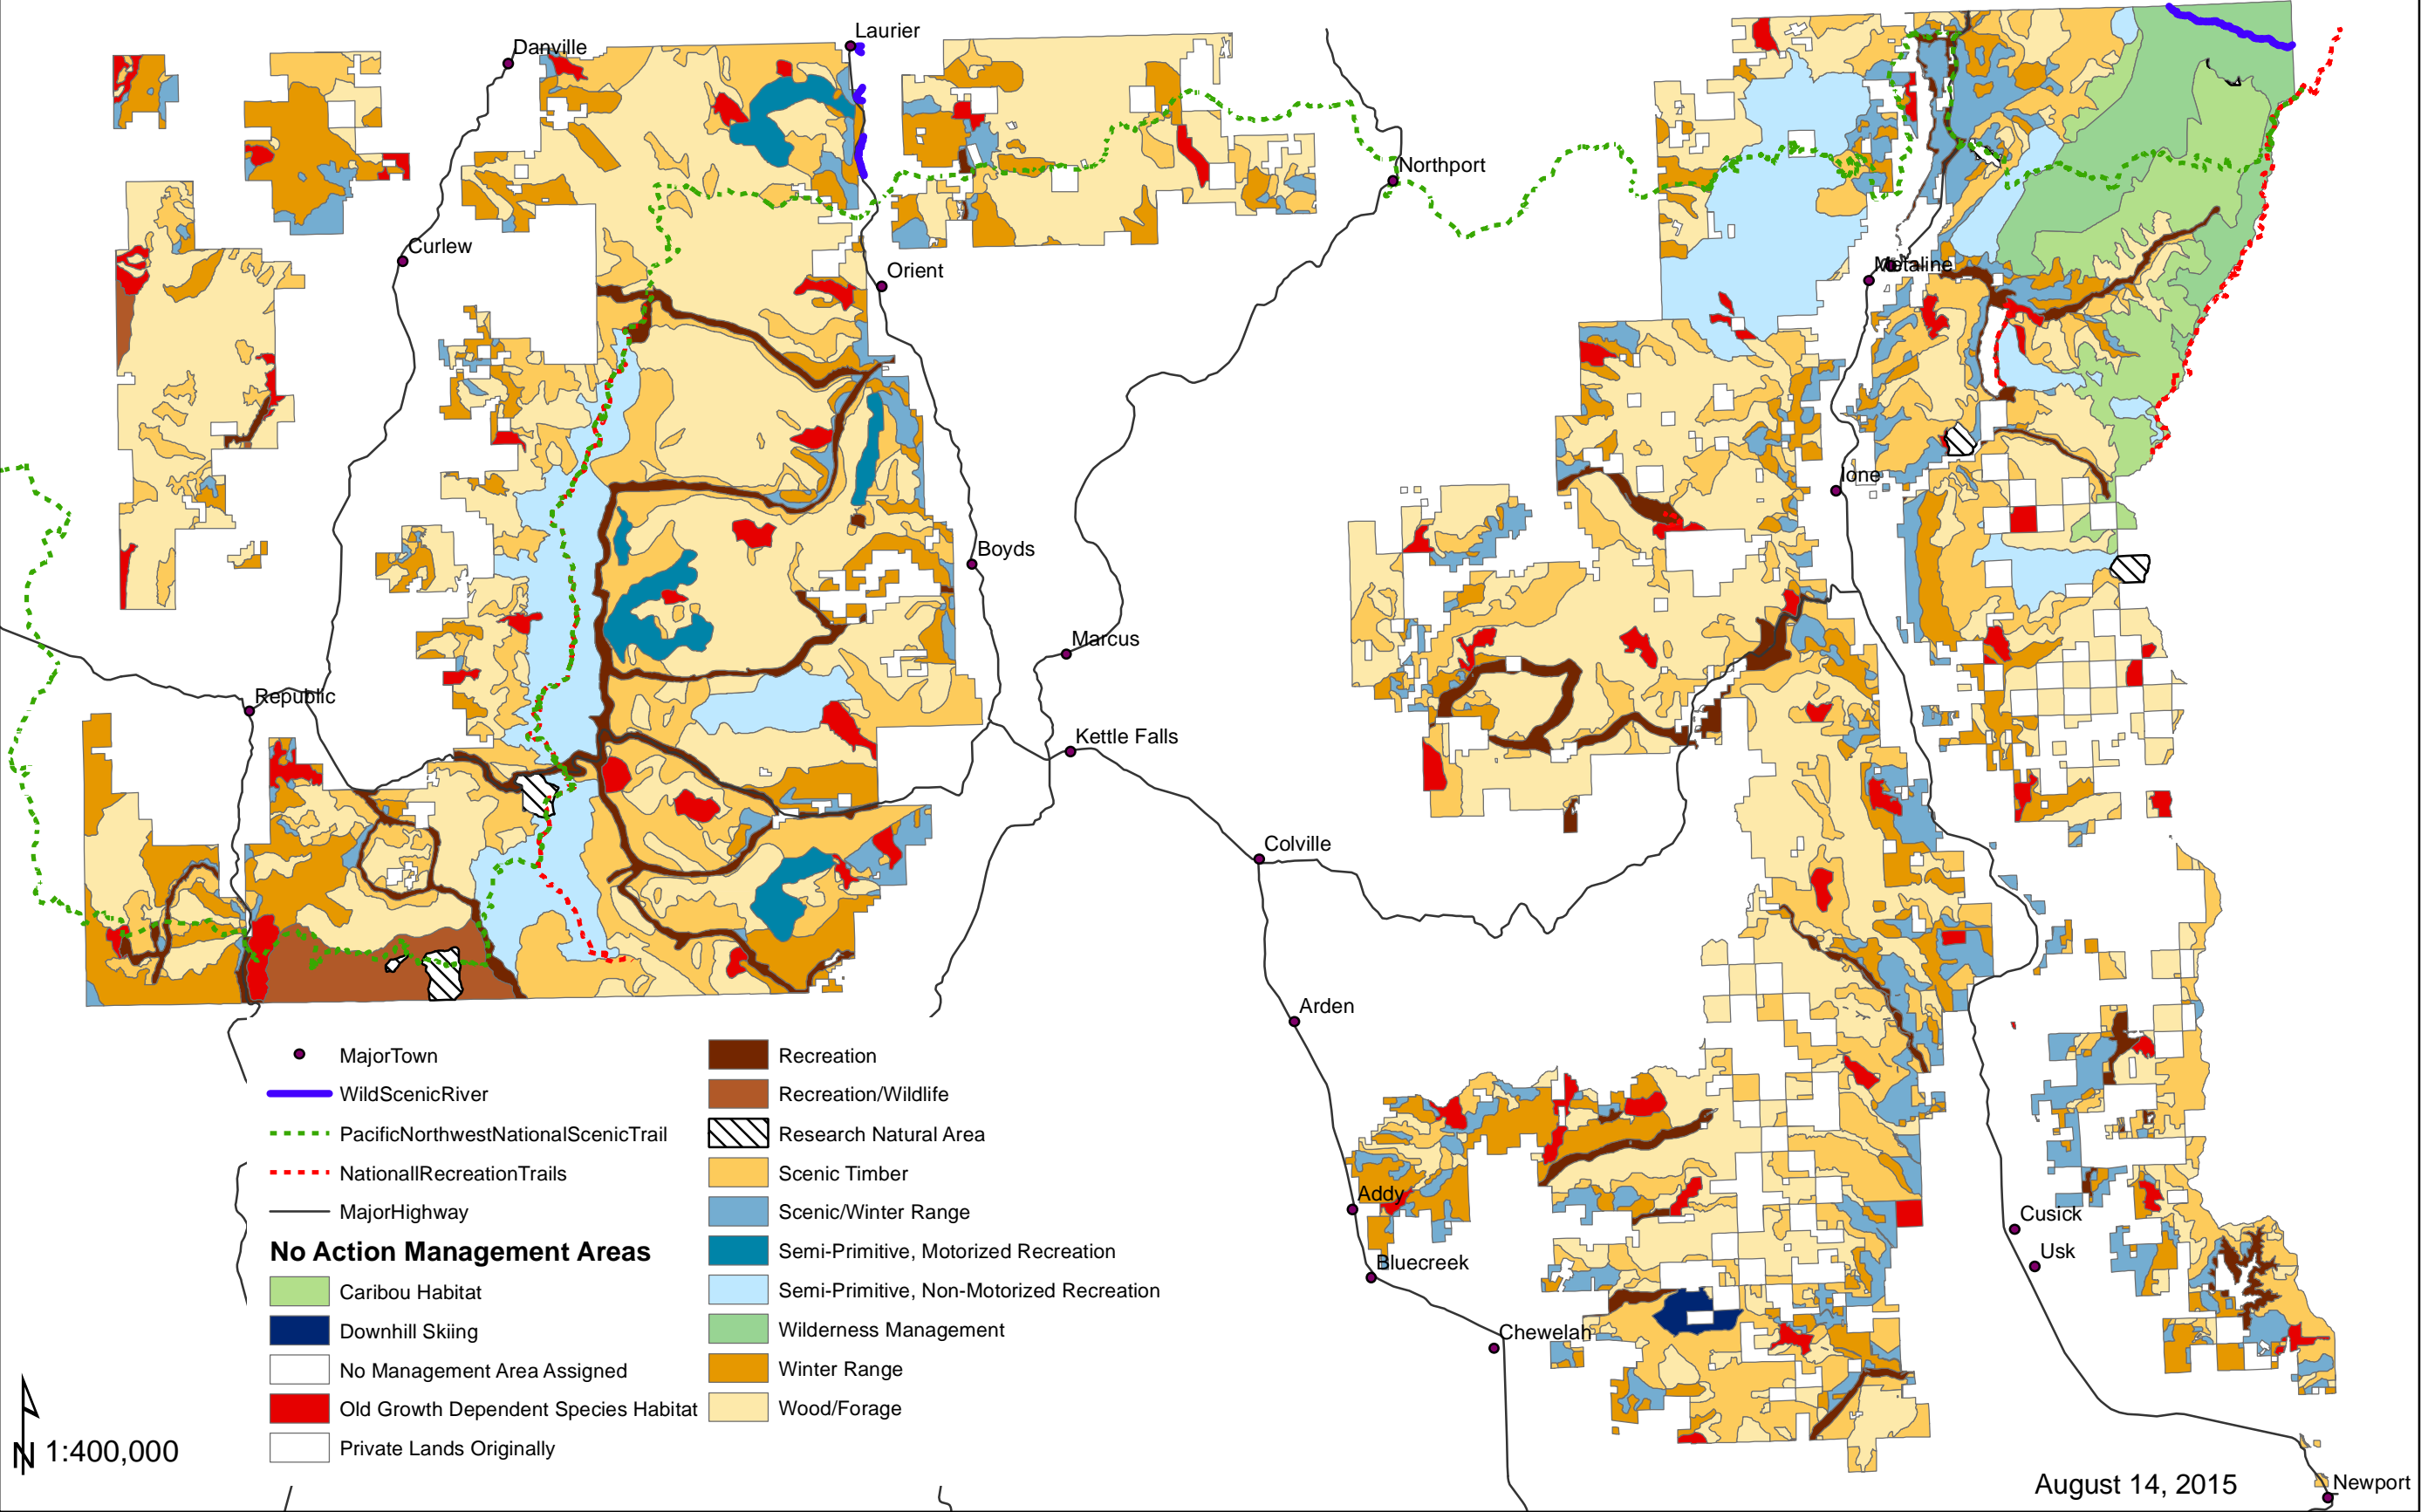 Laurier
Danville
Northport
Curlew
Orient
Metaline
Ione
Boyds
Marcus
Republic
Kettle Falls
Colville
Arden
Addy
Bluecreek
Cusick
Usk
Chewelah
Newport
MajorTown
WildScenicRiver
PacificNorthwestNationalScenicTrail
NationallRecreationTrails
MajorHighway
No Action Management Areas
Caribou Habitat
Downhill Skiing
No Management Area Assigned
Old Growth Dependent Species Habitat
Private Lands Originally
Recreation
Recreation/Wildlife
Research Natural Area
Scenic Timber
Scenic/Winter Range
Semi-Primitive, Motorized Recreation
Semi-Primitive, Non-Motorized Recreation
Wilderness Management
Winter Range
Wood/Forage
N 1:400,000
August 14, 2015